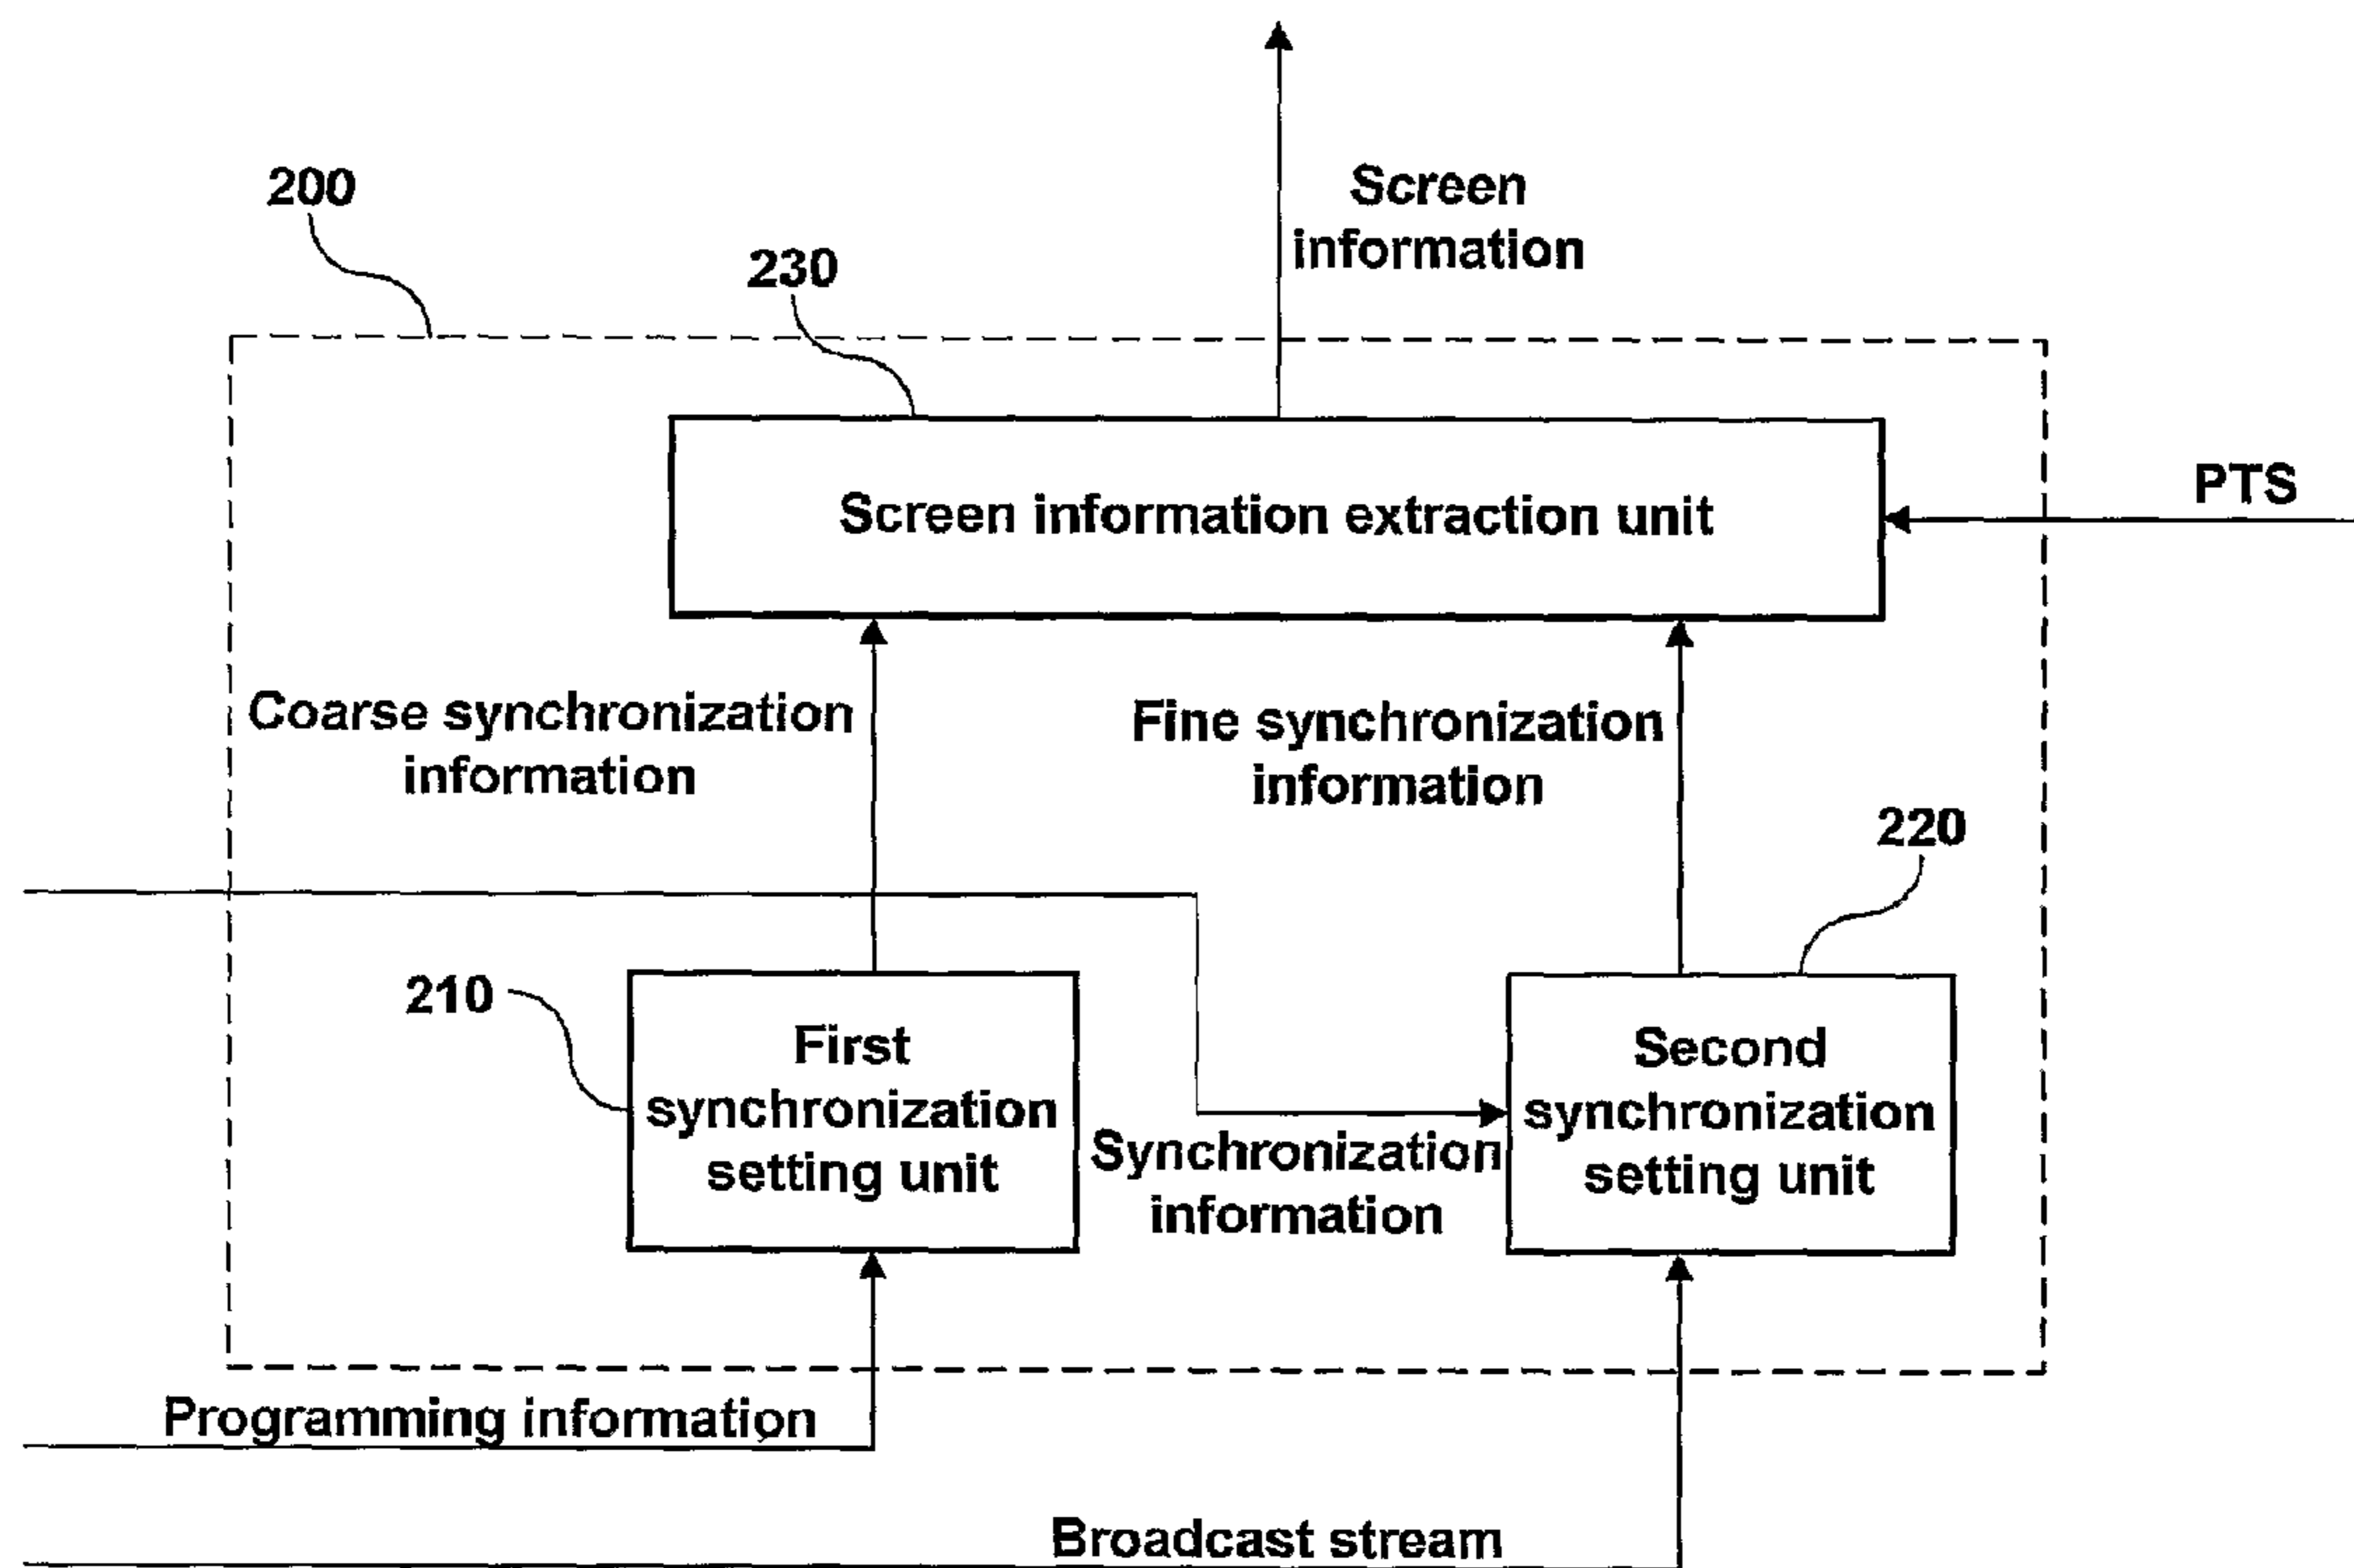 200
Screen
information
230
PTS
Screen information extraction unit
Coarse synchronization
information
Fine synchronization
information
220
210
First
synchronization
setting unit
Synchronization
information
Second
synchronization
setting unit
Programming information
Broadcast stream